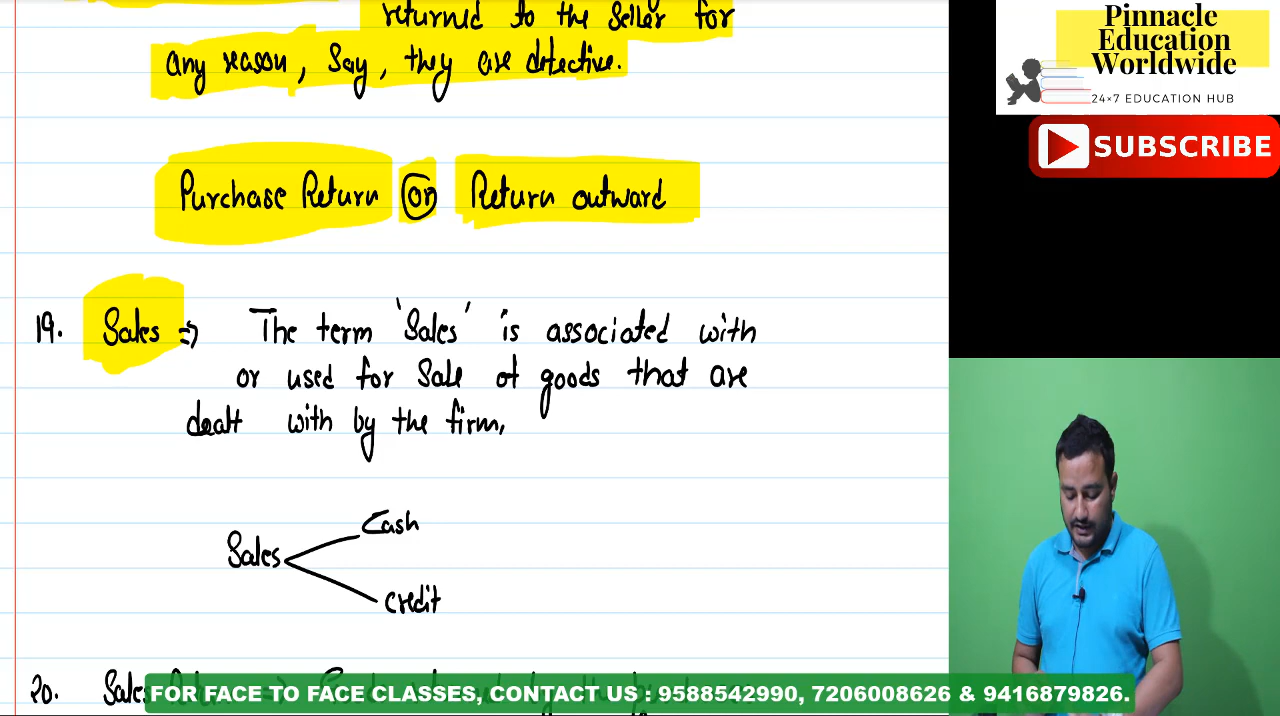 returned to the seller for
any reason, Say, they are defective.
Purchase Return or Return outward
19. Sales => The term 'Sales' is associated with
or used for Sale of goods that are
dealt with by the firm,
Sales
Cash
Credit
20. Sales
FOR FACE TO FACE CLASSES, CONTACT US : 9588542990, 7206008626 & 9416879826.
Pinnacle
Education
Worldwide
24×7 EDUCATION HUB
SUBSCRIBE